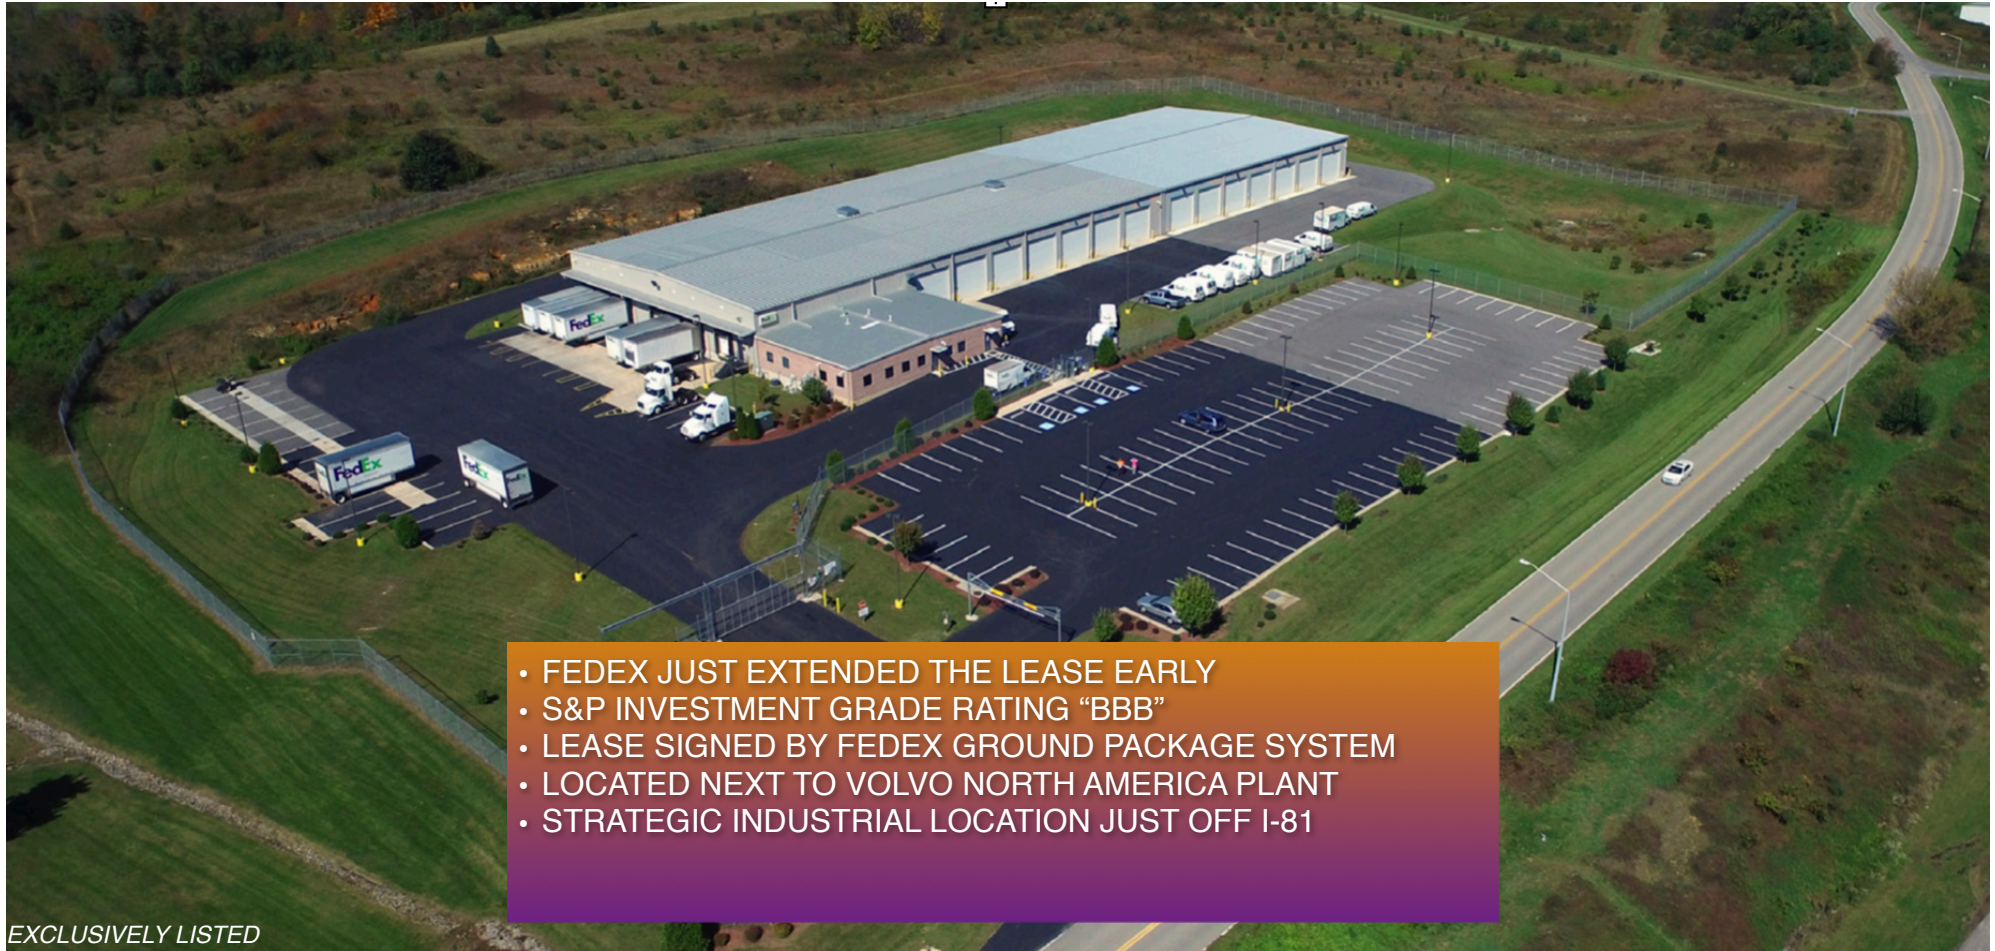 FedEx
FedEx
FedEx
• FEDEX JUST EXTENDED THE LEASE EARLY
• S&P INVESTMENT GRADE RATING “BBB”
• LEASE SIGNED BY FEDEX GROUND PACKAGE SYSTEM
• LOCATED NEXT TO VOLVO NORTH AMERICA PLANT
• STRATEGIC INDUSTRIAL LOCATION JUST OFF I-81
EXCLUSIVELY LISTED